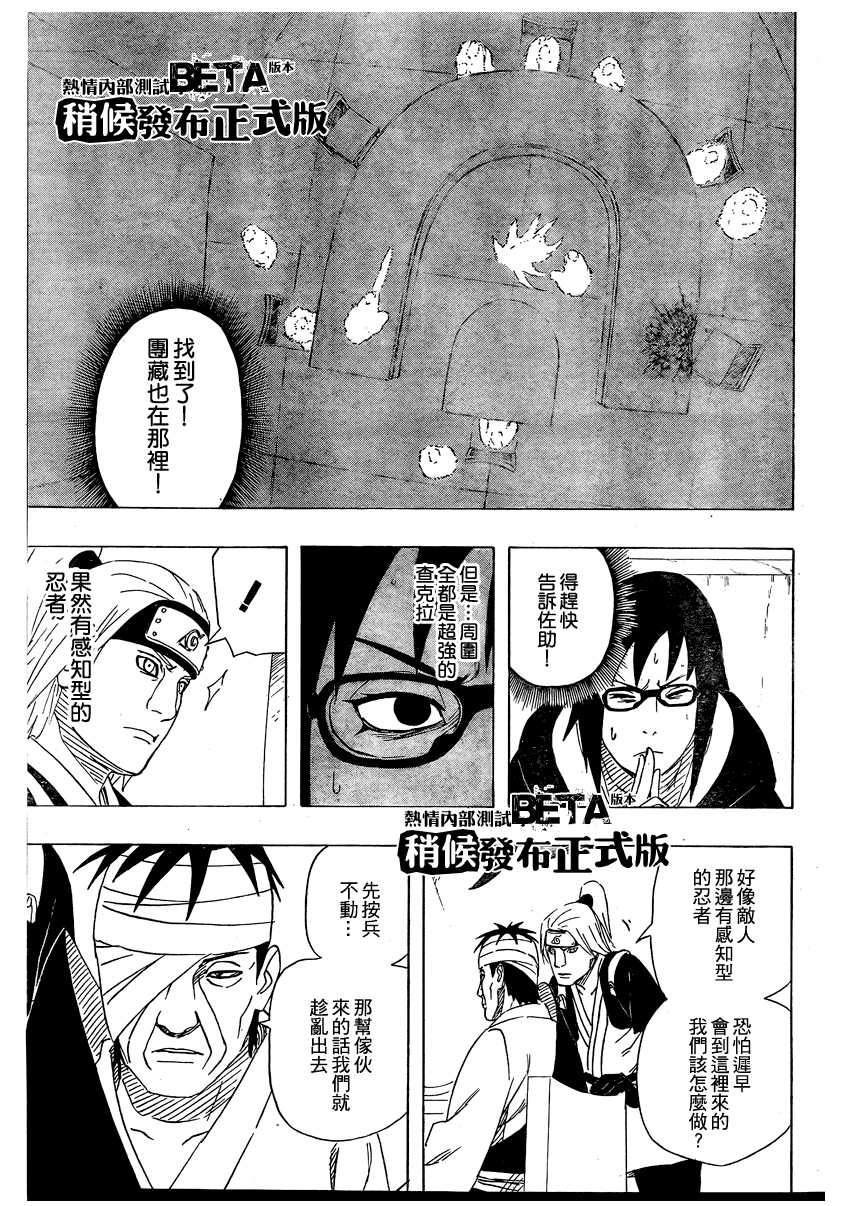 熱情內部測試BETA版本
稍候發布正式版
找到了！
團藏也在那裡！
得趕快
告訴佐助！
但是…周圍
全都是超強的
查克拉
！
果然有感知型的
忍者
熱情內部測試BETA版本
稍候發布正式版
好像敵人
那邊有感知型
的忍者
恐怕遲早
會到這裡來的
我們該怎麼做？
先按兵
不動…
那幫傢伙
來的話我們就
趁亂出去